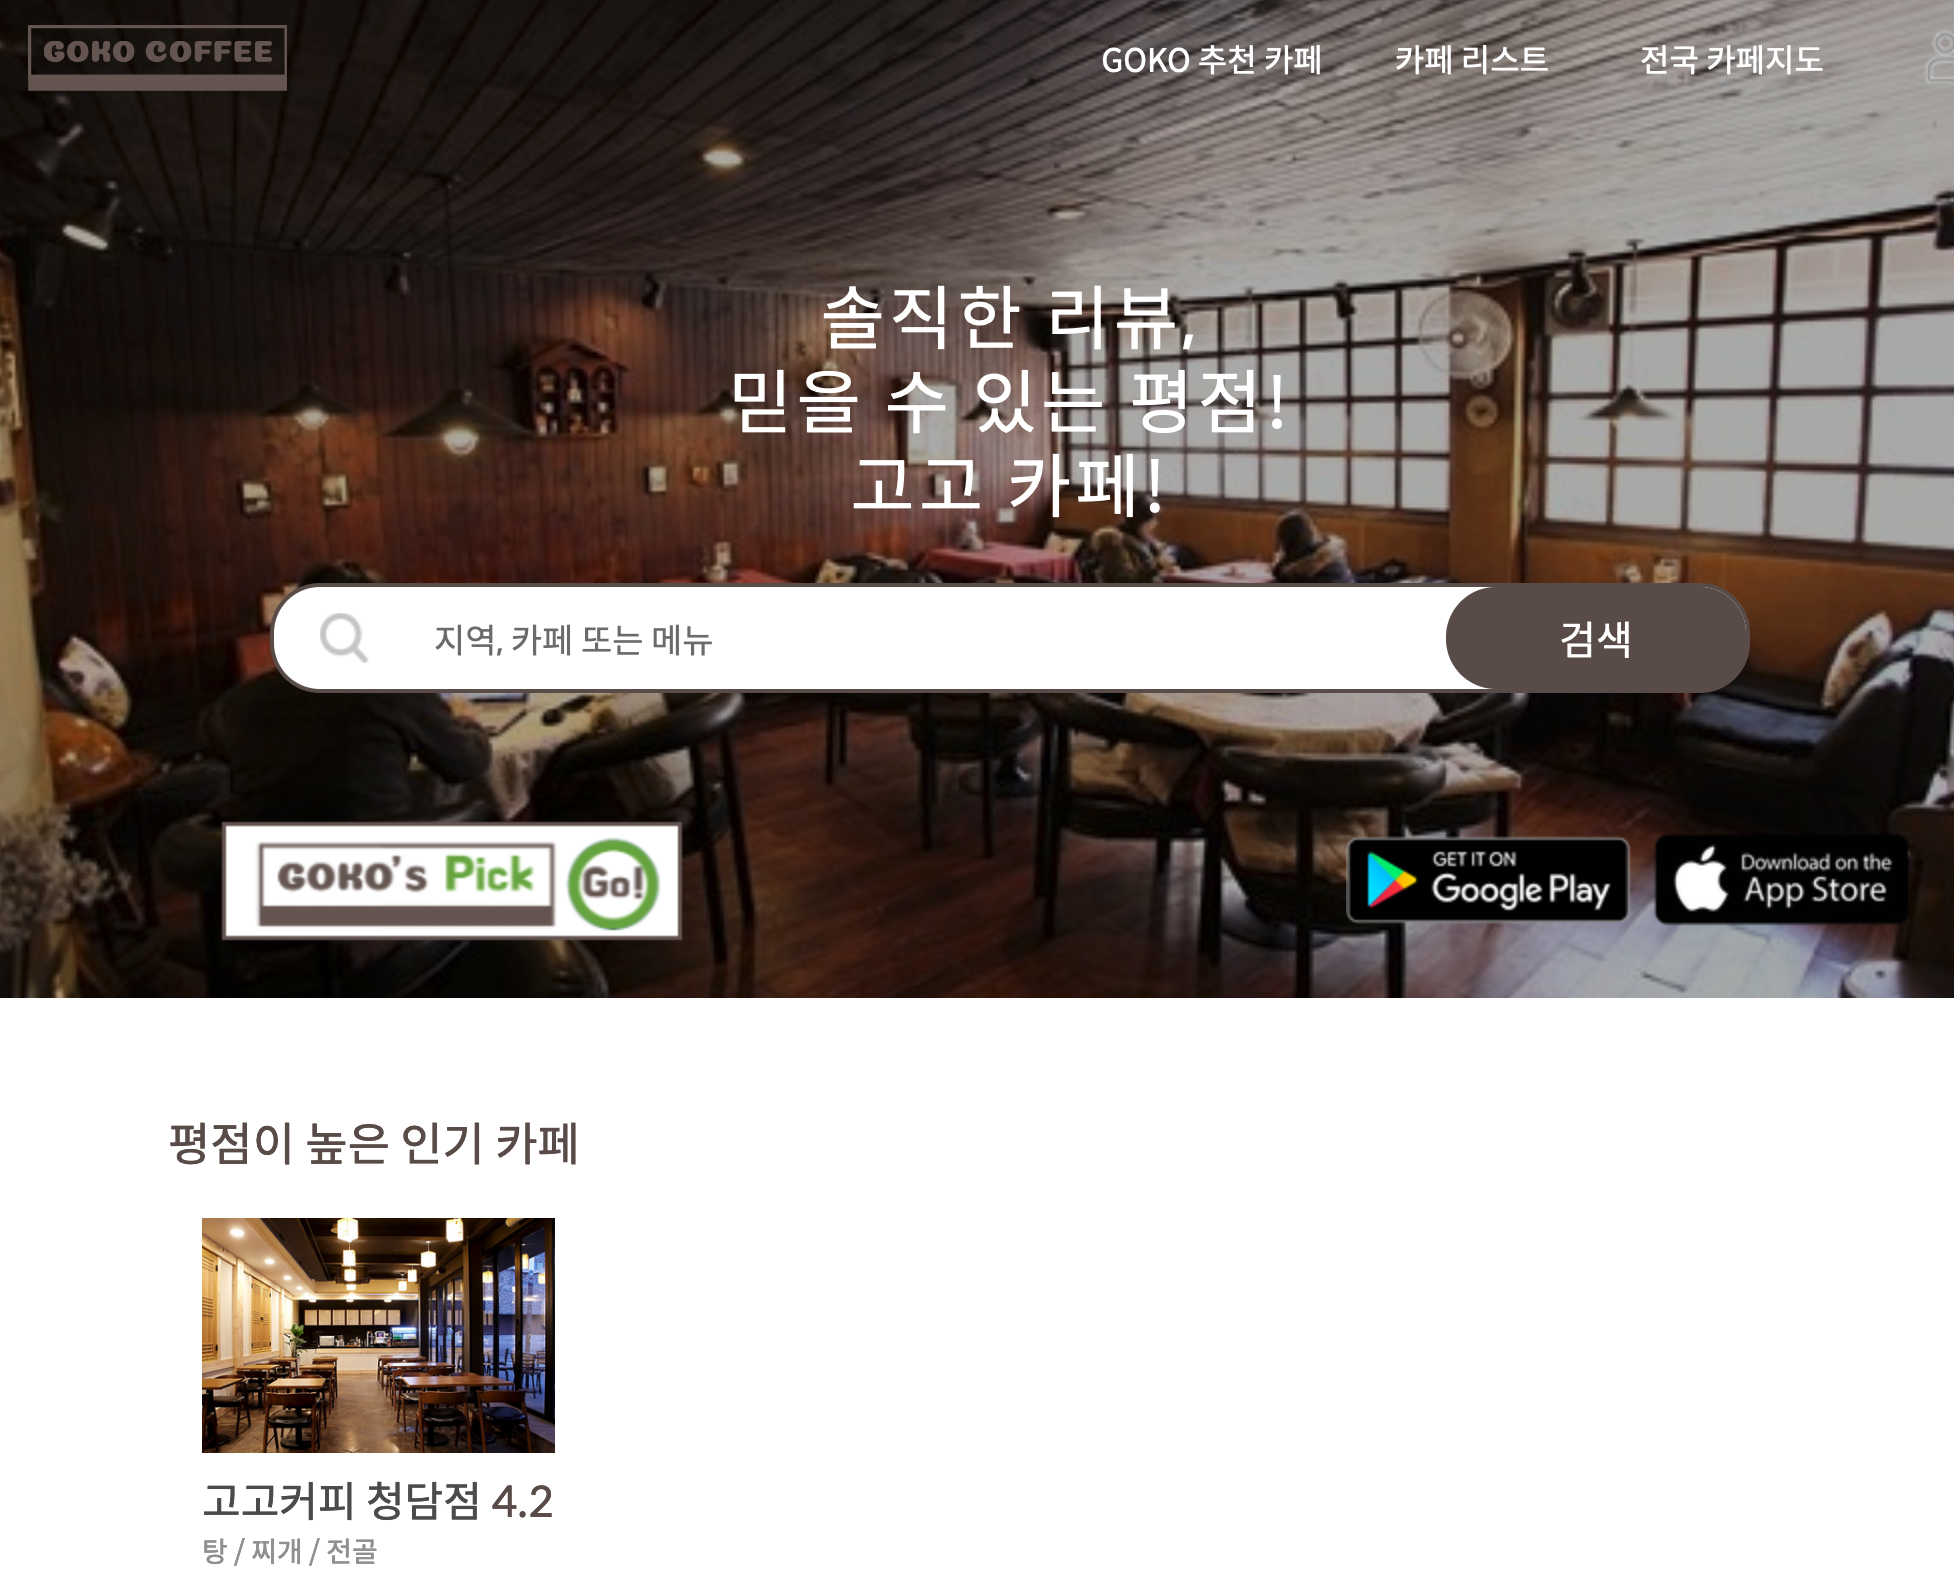 GOKO COFFEE
GOKO 추천 카페
카페 리스트
전국 카페지도
솔직한 리뷰,
믿을 수 있는 평점!
고고 카페!
지역, 카페 또는 메뉴
검색
GOKO's Pick
Go!
GET IT ON
Google Play
Download on the
App Store
평점이 높은 인기 카페
고고커피 청담점 4.2
탕 / 찌개 / 전골